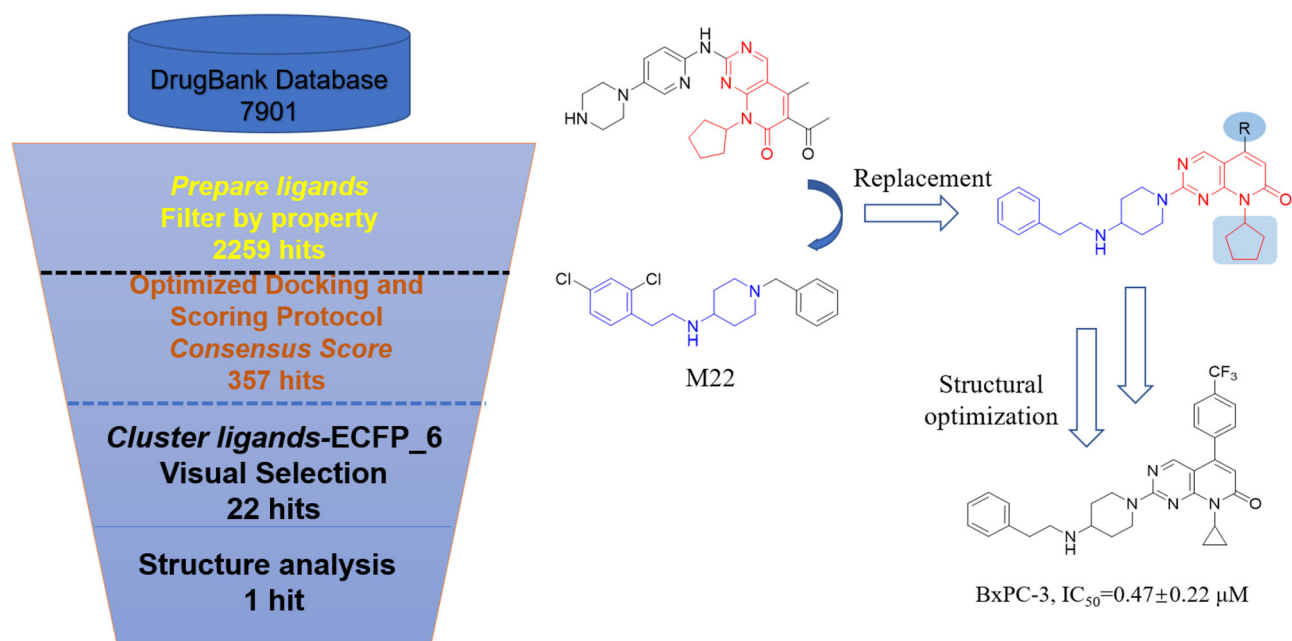 DrugBank Database
7901
Prepare ligands
Filter by property
2259 hits
Optimized Docking and
Scoring Protocol
Consensus Score
357 hits
Cluster ligands-ECFP_6
Visual Selection
22 hits
Structure analysis
1 hit
H
N
N
N
N
N
HN
N
O
O
Replacement
Cl
Cl
N
N
H
M22
R
N
N
N
N
O
N
H
Structural
optimization
CF₃
N
N
N
N
O
N
H
BxPC-3, IC₅₀=0.47±0.22 μM